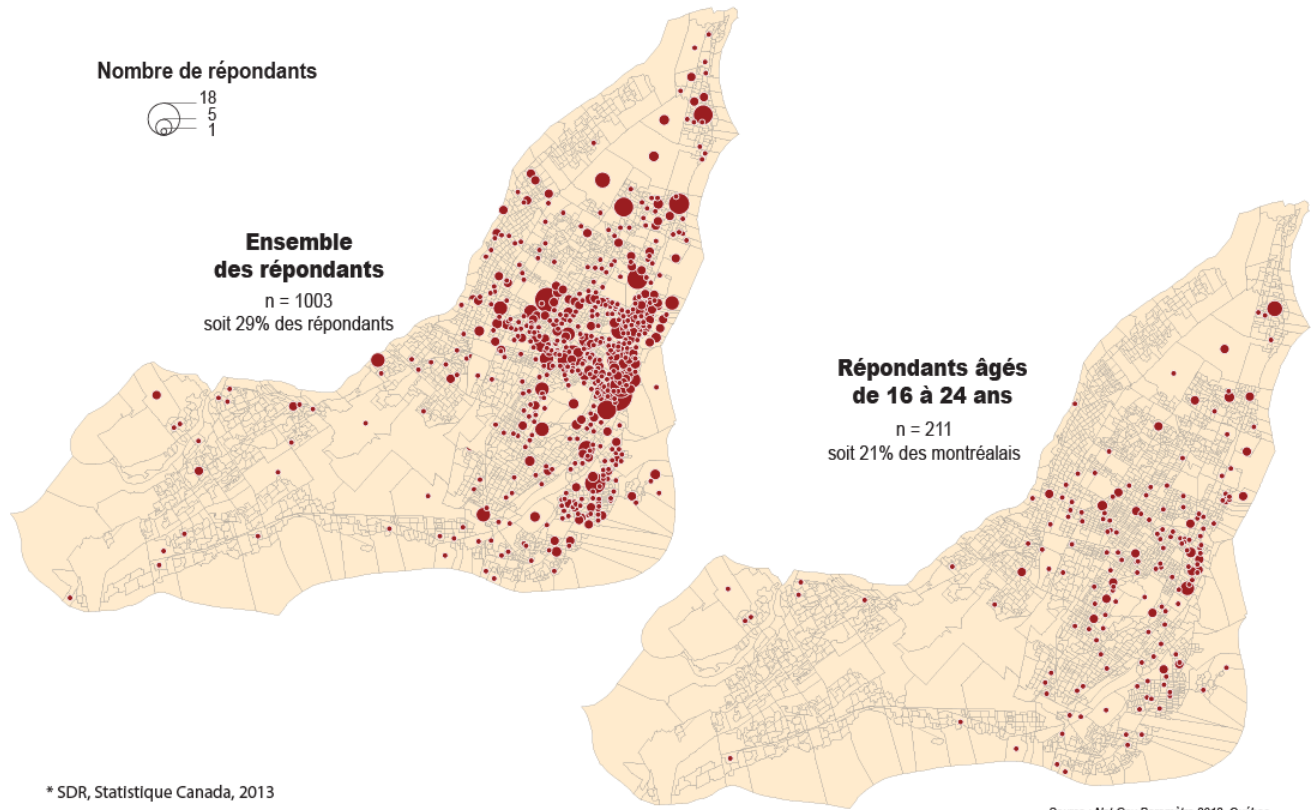 Nombre de répondants
18
5
1
Ensemble
des répondants
n = 1003
soit 29% des répondants
Répondants âgés
de 16 à 24 ans
n = 211
soit 21% des montréalais
* SDR, Statistique Canada, 2013